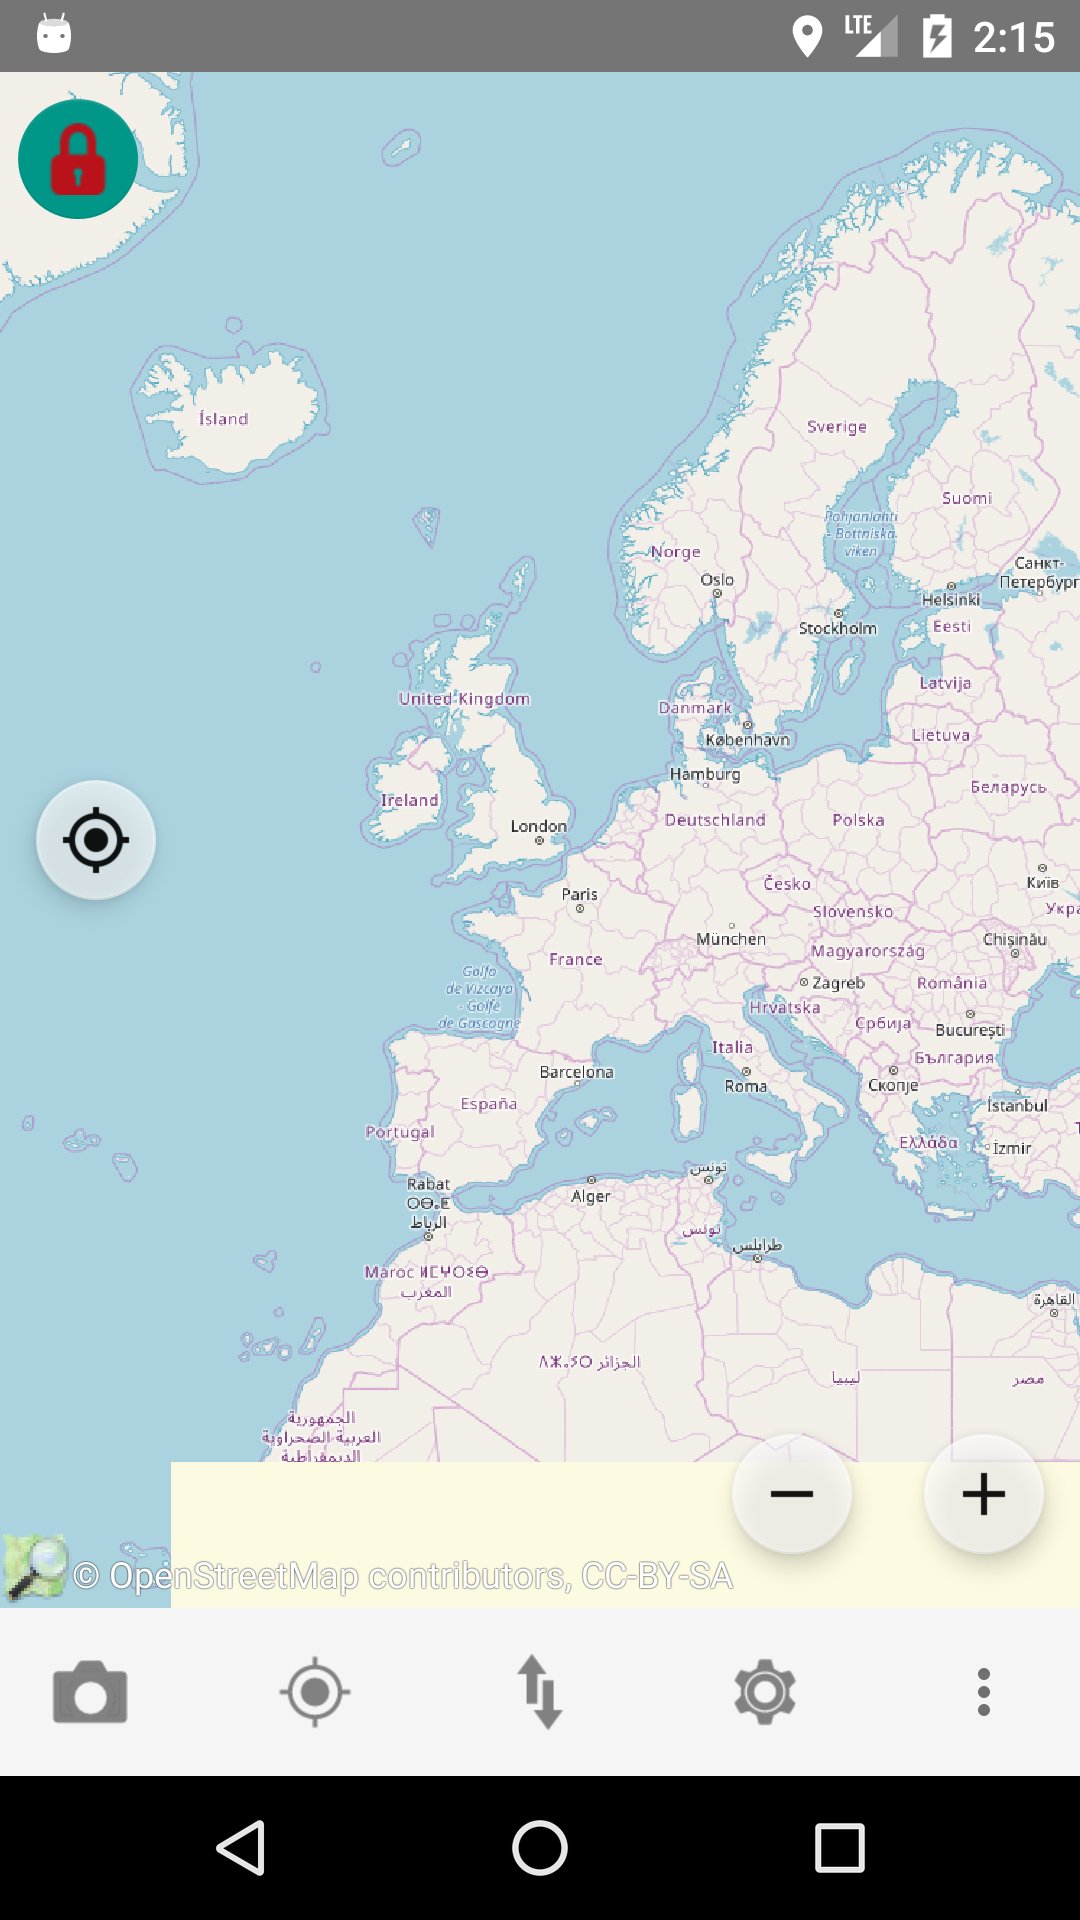 LTE 2:15
Ísland
Sverige
Suomi
Pohjanlahti
- Bottniska
viken
Norge
Oslo
Санкт-
Петербург
Helsinki
Stockholm
Eesti
Latvija
United Kingdom
Danmark
Lietuva
København
Hamburg
Беларусь
Ireland
London
Deutschland
Polska
Київ
Česko
Paris
Slovensko
Укра
München
Chișinău
France
Magyarország
Golfo
de Vizcaya
- Golfe
de Gascogne
Zagreb
România
Hrvatska
Србија
București
Italia
България
Barcelona
Roma
Скопје
España
İstanbul
Portugal
Ελλάδα
İzmir
تونس
Rabat
ⵔⴱⴰⵟ
الرباط
Alger
تونس
طرابلس
Maroc ⵍⵎⵖⵔⵉⴱ
المغرب
القاهرة
ⴷⵣⴰⵢⵔ الجزائر
ليبيا
مصر
الجمهورية
العربية الصحراوية
الديمقراطية
© OpenStreetMap contributors, CC-BY-SA